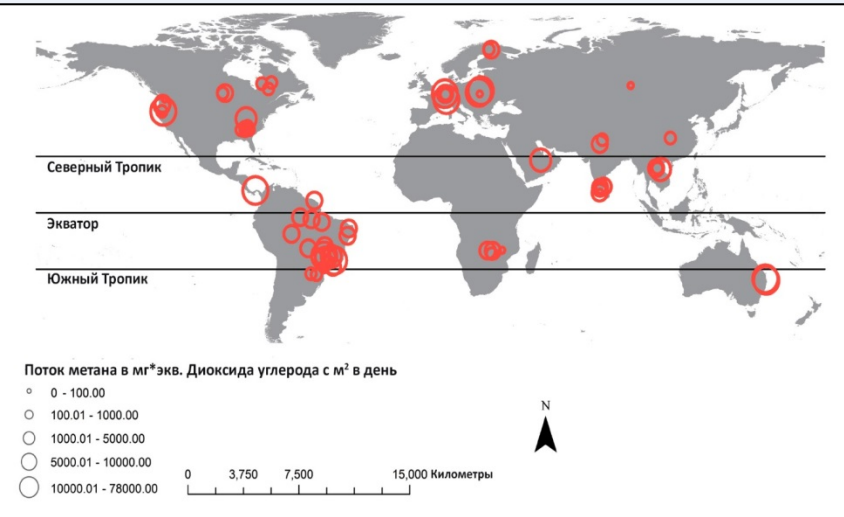 Северный Тропик
Экватор
Южный Тропик
Поток метана в мг*экв. Диоксида углерода с м² в день
0 - 100.00
100.01 - 1000.00
1000.01 - 5000.00
5000.01 - 10000.00
10000.01 - 78000.00
N
0 3,750 7,500 15,000 Километры